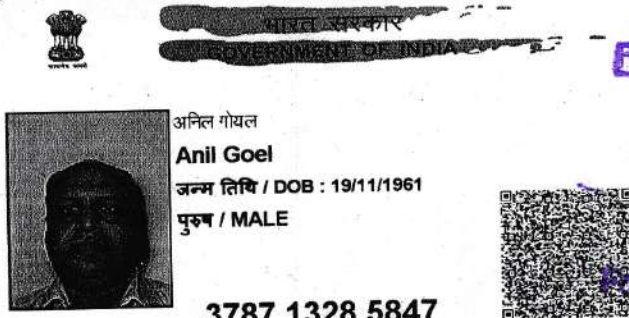 भारत सरकार
GOVERNMENT OF INDIA
अनिल गोयल
Anil Goel
जन्म तिथि / DOB : 19/11/1961
पुरुष / MALE
3787 1328 5847